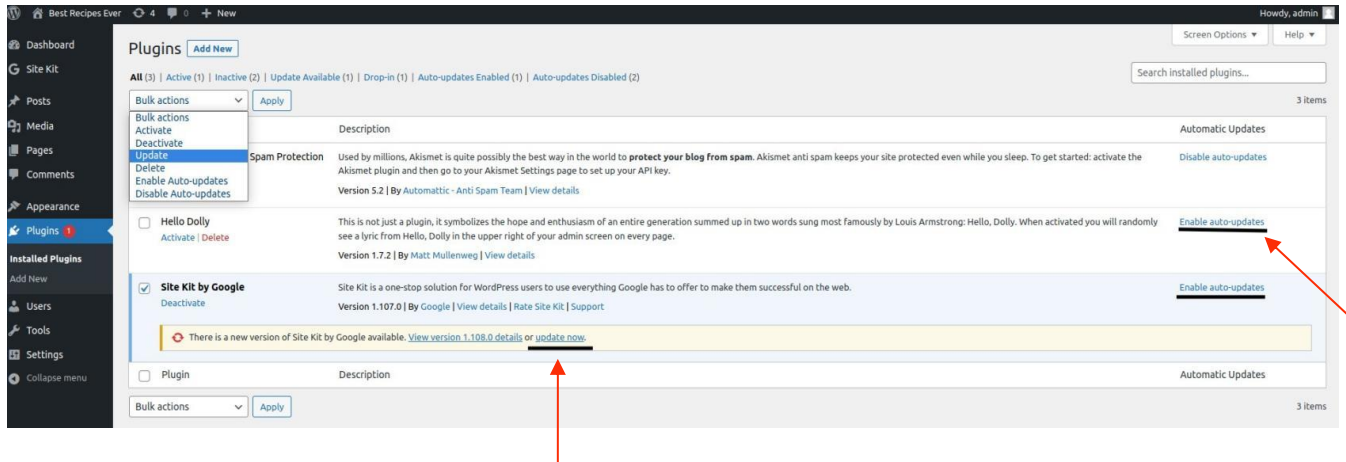 Best Recipes Ever 4 0 + New Howdy, admin
Screen Options ▼ Help ▼
Dashboard
Site Kit
Posts
Media
Pages
Comments
Appearance
Plugins 1
Installed Plugins
Add New
Users
Tools
Settings
Collapse menu
Plugins Add New
All (3) | Active (1) | Inactive (2) | Update Available (1) | Drop-in (1) | Auto-updates Enabled (1) | Auto-updates Disabled (2)
Search installed plugins...
Bulk actions Apply 3 items
Bulk actions
Activate
Deactivate
Update
Delete
Enable Auto-updates
Disable Auto-updates
Description Automatic Updates
Spam Protection Used by millions, Akismet is quite possibly the best way in the world to protect your blog from spam. Akismet anti spam keeps your site protected even while you sleep. To get started: activate the Disable auto-updates
Akismet plugin and then go to your Akismet Settings page to set up your API key.
Version 5.2 | By Automattic - Anti Spam Team | View details
Hello Dolly This is not just a plugin, it symbolizes the hope and enthusiasm of an entire generation summed up in two words sung most famously by Louis Armstrong: Hello, Dolly. When activated you will randomly Enable auto-updates
Activate | Delete see a lyric from Hello, Dolly in the upper right of your admin screen on every page.
Version 1.7.2 | By Matt Mullenweg | View details
Site Kit by Google Site Kit is a one-stop solution for WordPress users to use everything Google has to offer to make them successful on the web. Enable auto-updates
Deactivate Version 1.107.0 | By Google | View details | Rate Site Kit | Support
There is a new version of Site Kit by Google available. View version 1.108.0 details or update now.
Plugin Description Automatic Updates
Bulk actions Apply 3 items